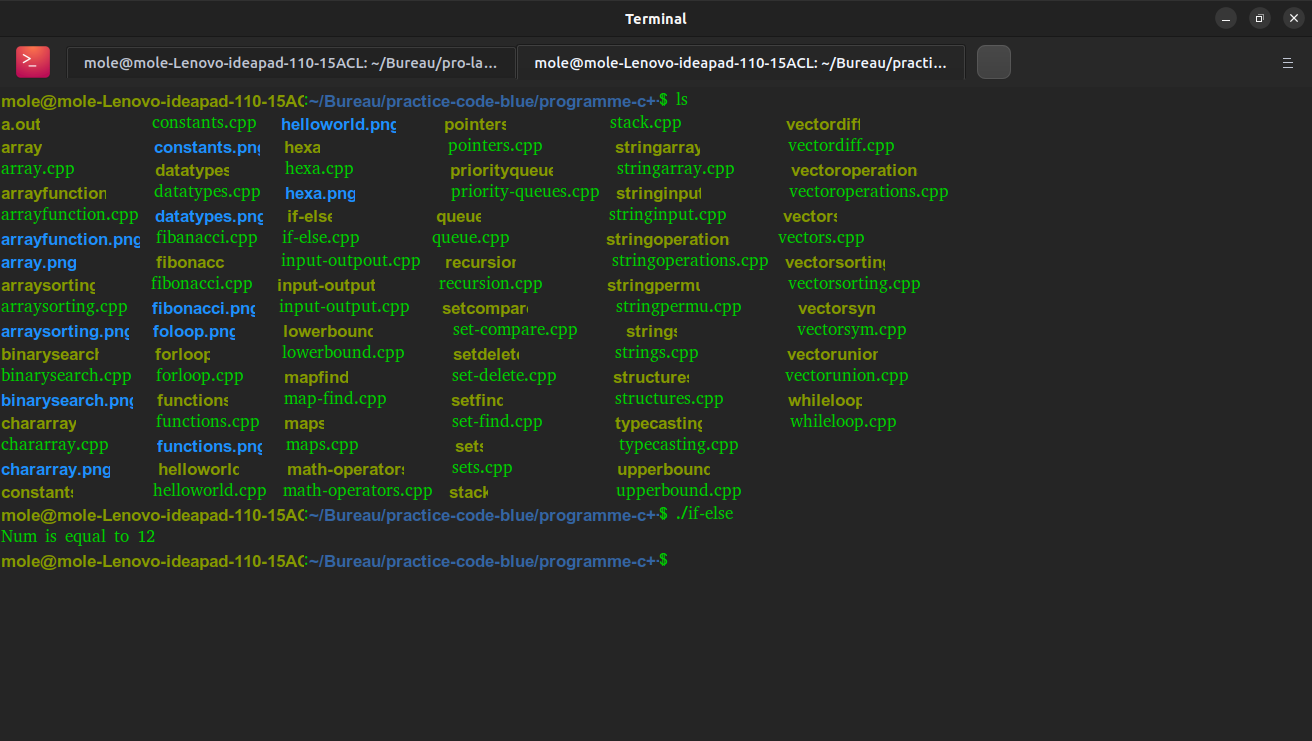 Terminal
mole@mole-Lenovo-ideapad-110-15ACL: ~/Bureau/pro-la... mole@mole-Lenovo-ideapad-110-15ACL: ~/Bureau/practi...
mole@mole-Lenovo-ideapad-110-15AC:~/Bureau/practice-code-blue/programme-c+$ ls
a.out constants.cpp helloworld.png pointers stack.cpp vectordiff
array constants.png hexa pointers.cpp stringarray vectordiff.cpp
array.cpp datatypes hexa.cpp priorityqueue stringarray.cpp vectoroperation
arrayfunction datatypes.cpp hexa.png priority-queues.cpp stringinput vectoroperations.cpp
arrayfunction.cpp datatypes.png if-else queue stringinput.cpp vectors
arrayfunction.png fibanacci.cpp if-else.cpp queue.cpp stringoperation vectors.cpp
array.png fibonacc input-outpout.cpp recursion stringoperations.cpp vectorsorting
arraysorting fibonacci.cpp input-output recursion.cpp stringpermu vectorsorting.cpp
arraysorting.cpp fibonacci.png input-output.cpp setcompare stringpermu.cpp vectorsyn
arraysorting.png foloop.png lowerbound set-compare.cpp strings vectorsym.cpp
binarysearch forloop lowerbound.cpp setdelete strings.cpp vectorunion
binarysearch.cpp forloop.cpp mapfind set-delete.cpp structures vectorunion.cpp
binarysearch.png functions map-find.cpp setfind structures.cpp whileloop
chararray functions.cpp maps set-find.cpp typecasting whileloop.cpp
chararray.cpp functions.png maps.cpp sets typecasting.cpp
chararray.png helloworld math-operators sets.cpp upperbound
constants helloworld.cpp math-operators.cpp stack upperbound.cpp
mole@mole-Lenovo-ideapad-110-15AC:~/Bureau/practice-code-blue/programme-c+$ ./if-else
Num is equal to 12
mole@mole-Lenovo-ideapad-110-15AC:~/Bureau/practice-code-blue/programme-c+$